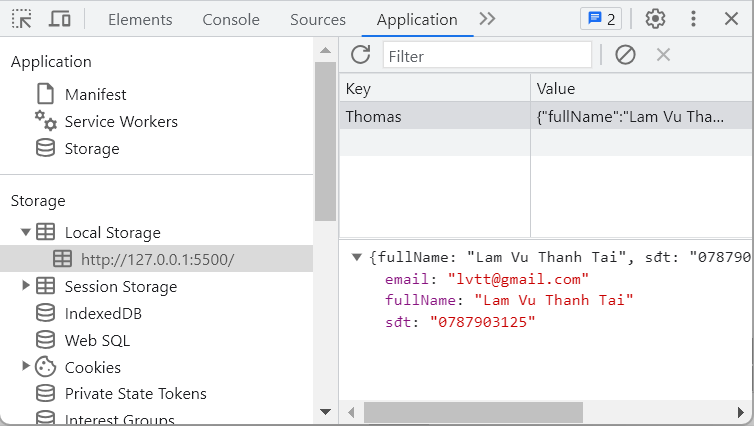 Elements Console Sources Application 2
Application
Manifest
Service Workers
Storage
Storage
Local Storage
http://127.0.0.1:5500/
Session Storage
IndexedDB
Web SQL
Cookies
Private State Tokens
Interest Groups
Filter
Key Value
Thomas {"fullName":"Lam Vu Tha...
{fullName: "Lam Vu Thanh Tai", sđt: "078790
email: "lvtt@gmail.com"
fullName: "Lam Vu Thanh Tai"
sđt: "0787903125"